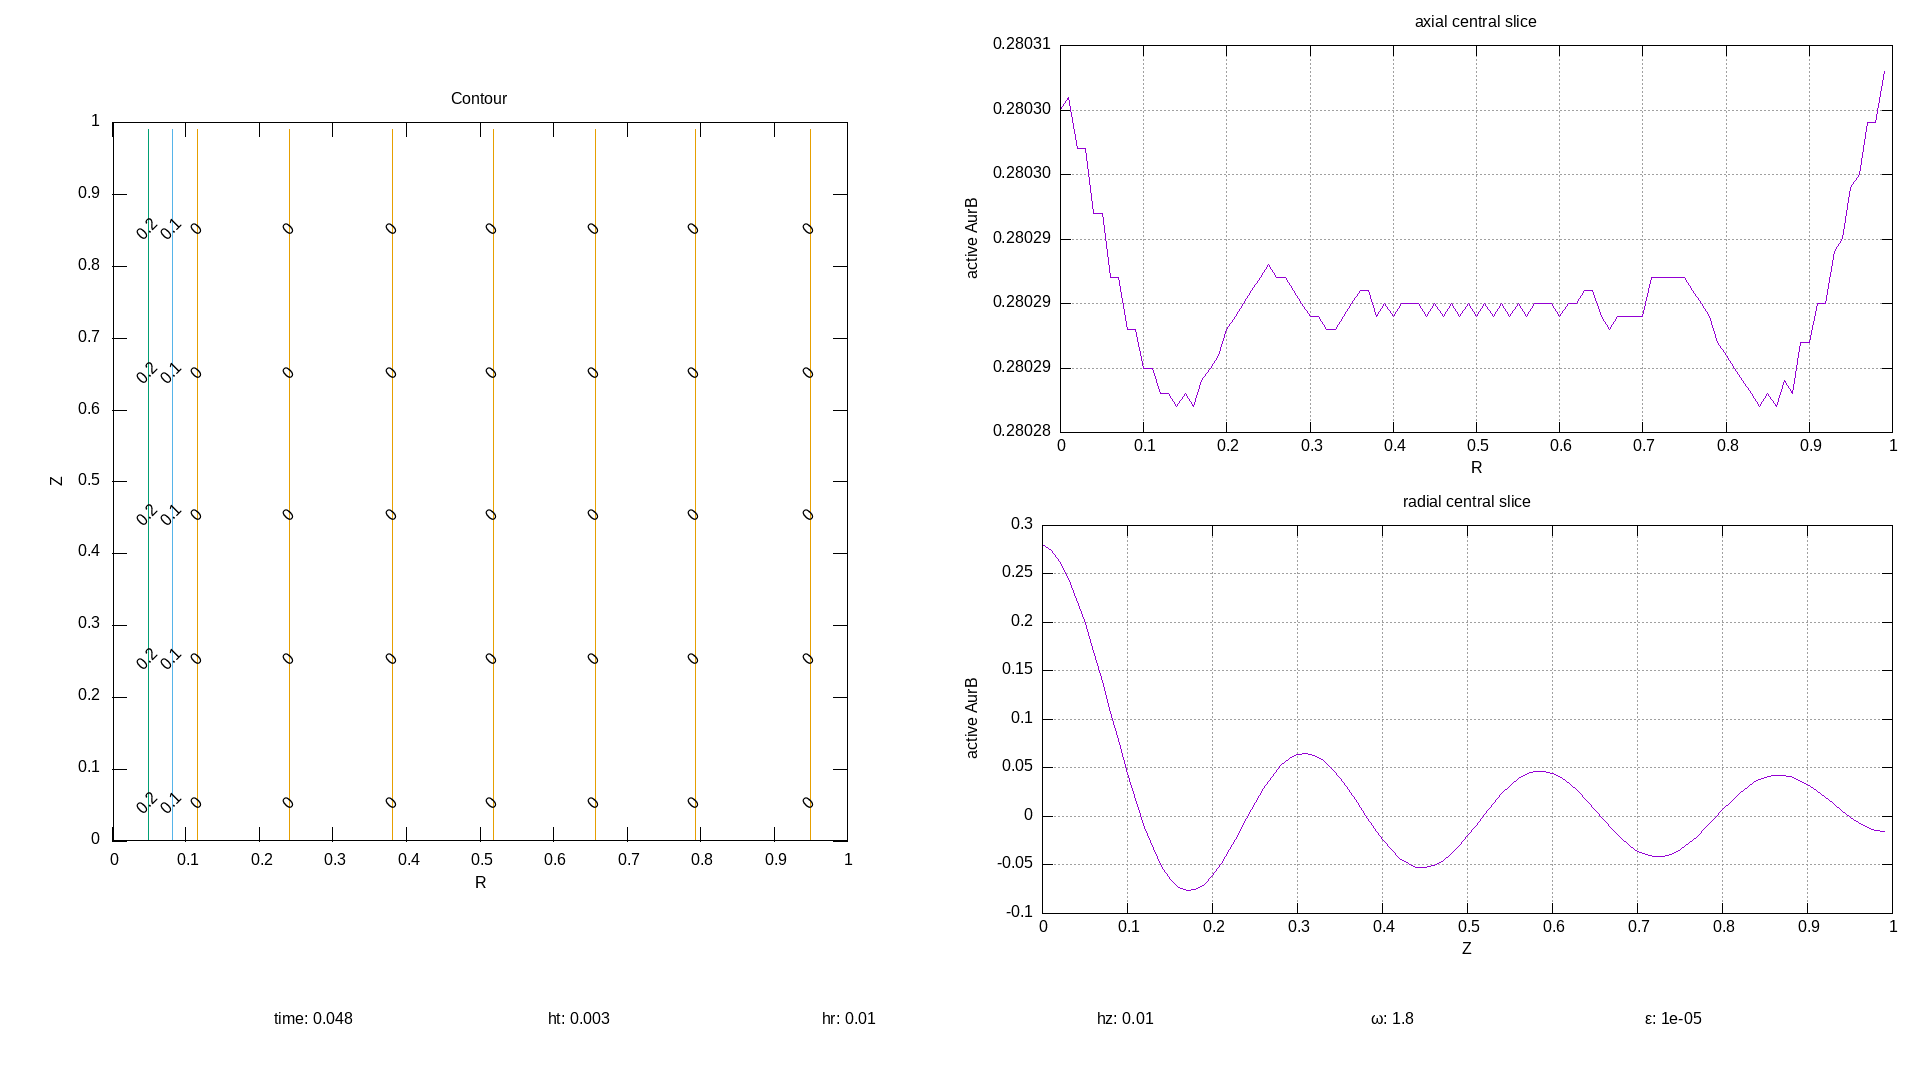 Contour
1
0.9
0.8
0.7
0.6
0.5
0.4
0.3
0.2
0.1
0
Z
0.2 0.1 0 0 0 0 0 0 0
0.2 0.1 0 0 0 0 0 0 0
0.2 0.1 0 0 0 0 0 0 0
0.2 0.1 0 0 0 0 0 0 0
0.2 0.1 0 0 0 0 0 0 0
0 0.1 0.2 0.3 0.4 0.5 0.6 0.7 0.8 0.9 1
R
axial central slice
0.28031
0.28030
0.28030
0.28029
0.28029
0.28029
0.28028
active AurB
0 0.1 0.2 0.3 0.4 0.5 0.6 0.7 0.8 0.9 1
R
radial central slice
0.3
0.25
0.2
0.15
0.1
0.05
0
-0.05
-0.1
active AurB
0 0.1 0.2 0.3 0.4 0.5 0.6 0.7 0.8 0.9 1
Z
time: 0.048 ht: 0.003 hr: 0.01 hz: 0.01 ω: 1.8 ε: 1e-05